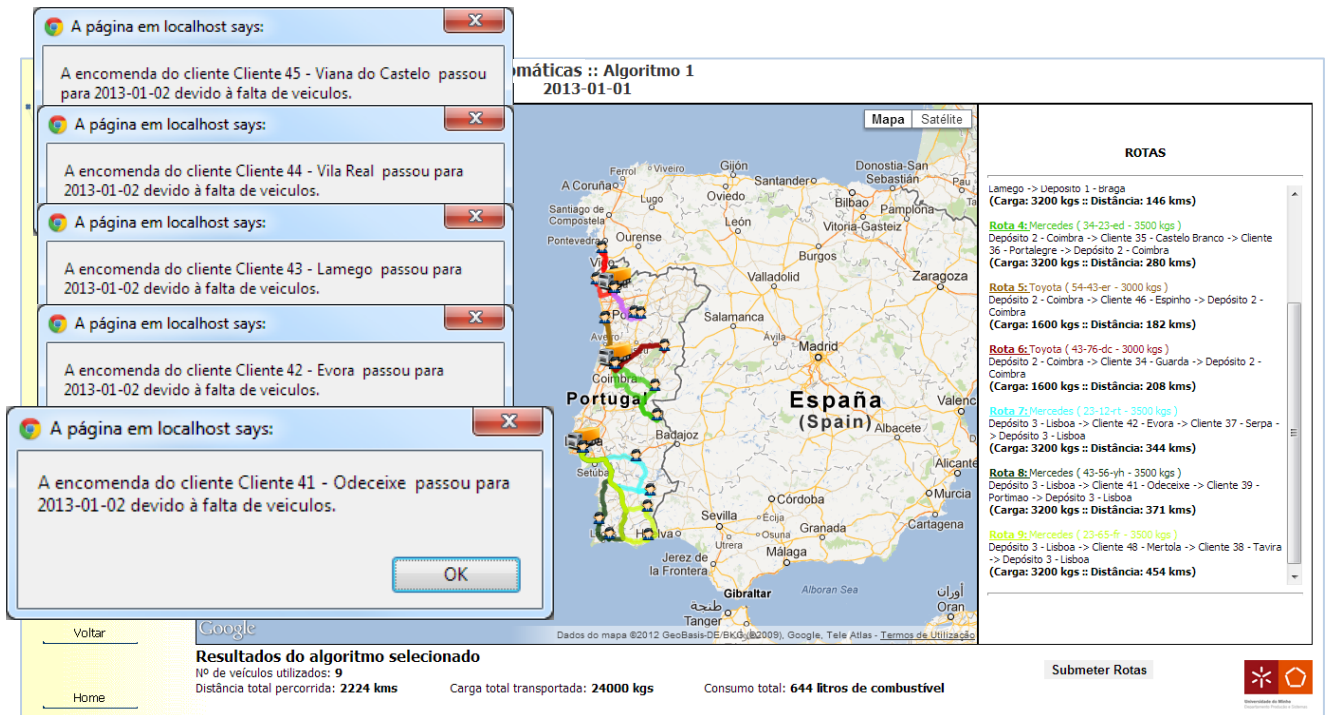 A página em localhost says:
A encomenda do cliente Cliente 45 - Viana do Castelo passou
para 2013-01-02 devido à falta de veiculos.
A página em localhost says:
A encomenda do cliente Cliente 44 - Vila Real passou para
2013-01-02 devido à falta de veiculos.
A página em localhost says:
A encomenda do cliente Cliente 43 - Lamego passou para
2013-01-02 devido à falta de veiculos.
A página em localhost says:
A encomenda do cliente Cliente 42 - Evora passou para
2013-01-02 devido à falta de veiculos.
A página em localhost says:
A encomenda do cliente Cliente 41 - Odeceixe passou para
2013-01-02 devido à falta de veiculos.
OK
omáticas :: Algoritmo 1
2013-01-01
Mapa
Satélite
Ferrol
Viveiro
Gijón
Donostia-San
Sebastián
A Coruña
Lugo
Oviedo
Santander
Bilbao
Pau
Pamplona
Santiago de
Compostela
León
Vitoria-Gasteiz
Pontevedra
Ourense
Burgos
Valladolid
Zaragoza
Salamanca
Ávila
Madrid
Coimbra
Portugal
España
(Spain)
Valenc
Albacete
Badajoz
Setúba
Alicante
Córdoba
Murcia
Sevilla
Écija
Cartagena
Osuna
Granada
Utrera
Málaga
Jerez de
la Frontera
Gibraltar
Alboran Sea
طنجة
Tanger
أوران
Oran
Google
Dados do mapa ©2012 GeoBasis-DE/BKG (©2009), Google, Tele Atlas - Termos de Utilização
ROTAS
Lamego -> Depósito 1 - Braga
(Carga: 3200 kgs :: Distância: 146 kms)
Rota 4: Mercedes ( 34-23-ed - 3500 kgs )
Depósito 2 - Coimbra -> Cliente 35 - Castelo Branco -> Cliente
36 - Portalegre -> Depósito 2 - Coimbra
(Carga: 3200 kgs :: Distância: 280 kms)
Rota 5: Toyota ( 54-43-er - 3000 kgs )
Depósito 2 - Coimbra -> Cliente 46 - Espinho -> Depósito 2 -
Coimbra
(Carga: 1600 kgs :: Distância: 182 kms)
Rota 6: Toyota ( 43-76-dc - 3000 kgs )
Depósito 2 - Coimbra -> Cliente 34 - Guarda -> Depósito 2 -
Coimbra
(Carga: 1600 kgs :: Distância: 208 kms)
Rota 7: Mercedes ( 23-12-rt - 3500 kgs )
Depósito 3 - Lisboa -> Cliente 42 - Evora -> Cliente 37 - Serpa -
> Depósito 3 - Lisboa
(Carga: 3200 kgs :: Distância: 344 kms)
Rota 8: Mercedes ( 43-56-yh - 3500 kgs )
Depósito 3 - Lisboa -> Cliente 41 - Odeceixe -> Cliente 39 -
Portimao -> Depósito 3 - Lisboa
(Carga: 3200 kgs :: Distância: 371 kms)
Rota 9: Mercedes ( 23-65-fr - 3500 kgs )
Depósito 3 - Lisboa -> Cliente 48 - Mertola -> Cliente 38 - Tavira
-> Depósito 3 - Lisboa
(Carga: 3200 kgs :: Distância: 454 kms)
Voltar
Home
Resultados do algoritmo selecionado
Nº de veículos utilizados: 9
Distância total percorrida: 2224 kms
Carga total transportada: 24000 kgs
Consumo total: 644 litros de combustível
Submeter Rotas
Universidade do Minho